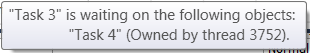 "Task 3" is waiting on the following objects:
"Task 4" (Owned by thread 3752).